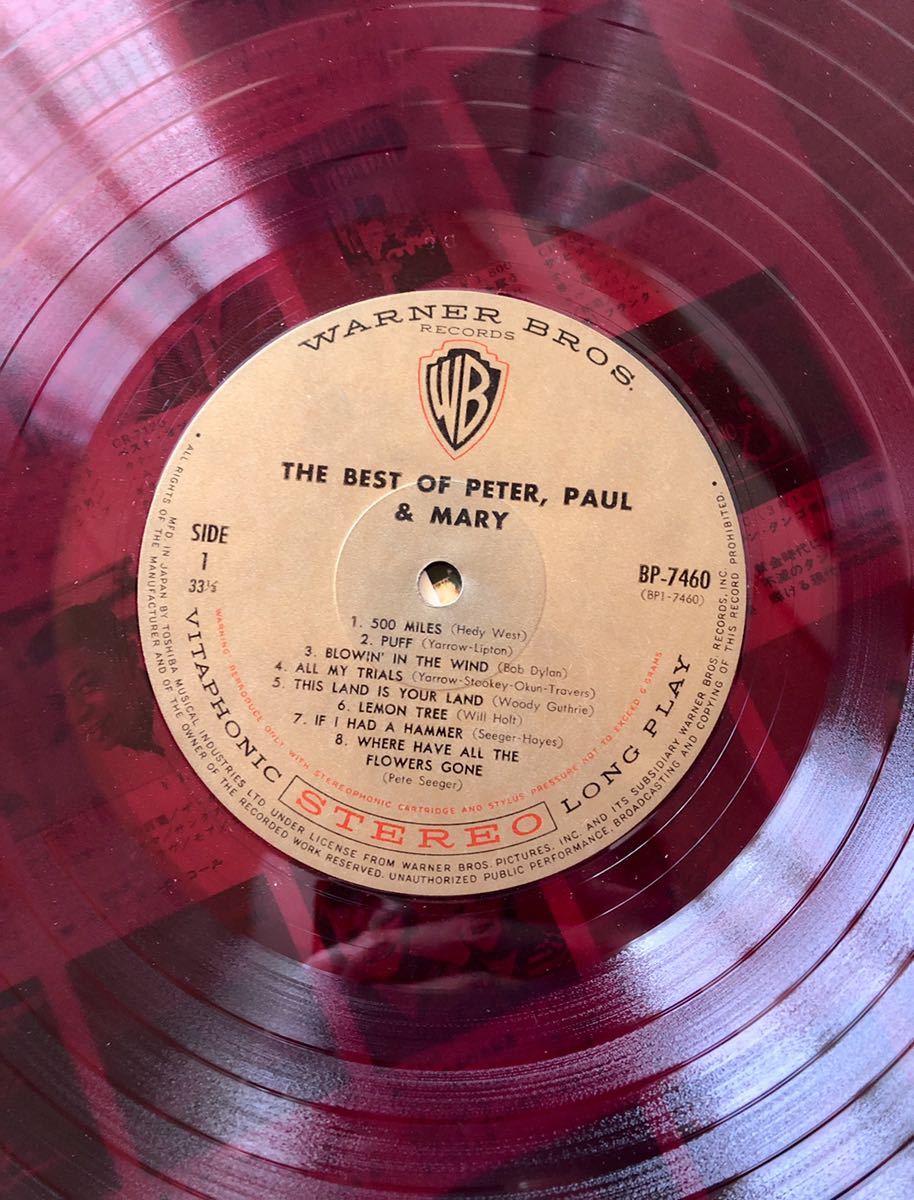 WARNER BROS.
RECORDS
WB
THE BEST OF PETER, PAUL
& MARY
SIDE
1
33⅓
BP-7460
(BP1-7460)
1. 500 MILES (Hedy West)
2. PUFF (Yarrow-Lipton)
3. BLOWIN' IN THE WIND (Bob Dylan)
4. ALL MY TRIALS (Yarrow-Stookey-Okun-Travers)
5. THIS LAND IS YOUR LAND (Woody Guthrie)
6. LEMON TREE (Will Holt)
7. IF I HAD A HAMMER (Seeger-Hayes)
8. WHERE HAVE ALL THE
FLOWERS GONE
(Pete Seeger)
WARNING REPRODUCE ONLY WITH STEREOPHONIC CARTRIDGE AND STYLUS PRESSURE NOT TO EXCEED 6 GRAMS
VITAPHONIC STEREO LONG PLAY
MFD. IN JAPAN BY TOSHIBA MUSICAL INDUSTRIES LTD. UNDER LICENSE FROM WARNER BROS. PICTURES, INC. AND ITS SUBSIDIARY WARNER BROS. RECORDS, INC.
• ALL RIGHTS OF THE MANUFACTURER AND OF THE OWNER OF THE RECORDED WORK RESERVED. UNAUTHORIZED PUBLIC PERFORMANCE, BROADCASTING AND COPYING OF THIS RECORD PROHIBITED. •